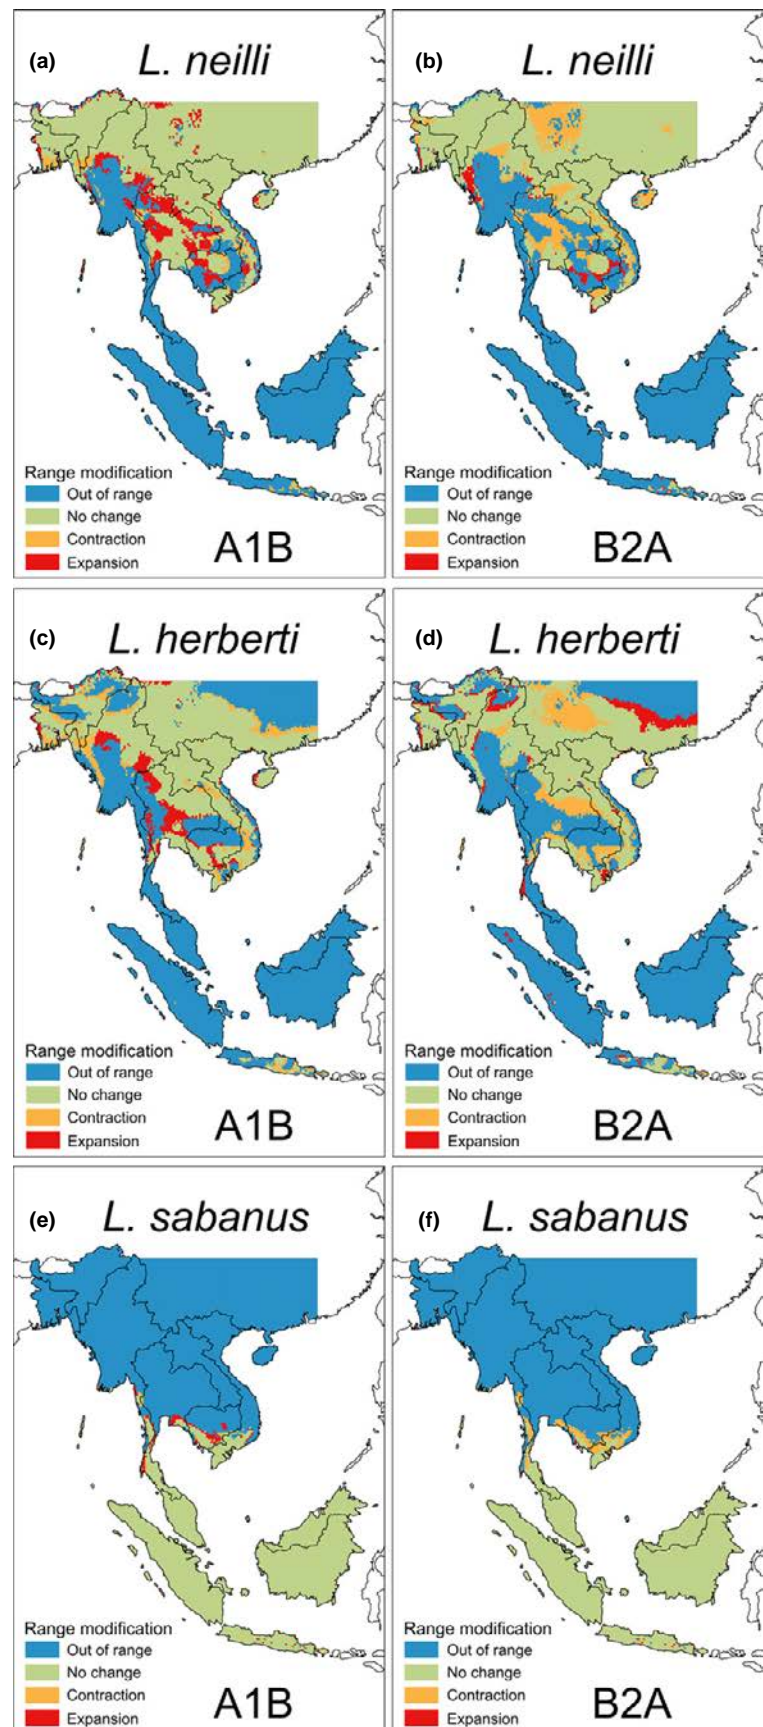 (a) L. neilli
Range modification
Out of range
No change
Contraction
Expansion
A1B
(b) L. neilli
Range modification
Out of range
No change
Contraction
Expansion
B2A
(c) L. herberti
Range modification
Out of range
No change
Contraction
Expansion
A1B
(d) L. herberti
Range modification
Out of range
No change
Contraction
Expansion
B2A
(e) L. sabanus
Range modification
Out of range
No change
Contraction
Expansion
A1B
(f) L. sabanus
Range modification
Out of range
No change
Contraction
Expansion
B2A